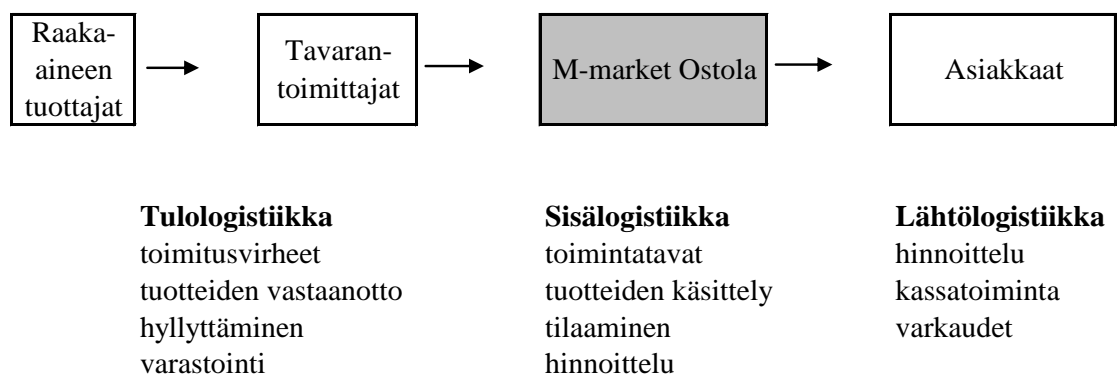 Raaka-
aineen
tuottajat
Tavaran-
toimittajat
M-market Ostola
Asiakkaat
Tulologistiikka
toimitusvirheet
tuotteiden vastaanotto
hyllyttäminen
varastointi
Sisälogistiikka
toimintatavat
tuotteiden käsittely
tilaaminen
hinnoittelu
Lähtölogistiikka
hinnoittelu
kassatoiminta
varkaudet